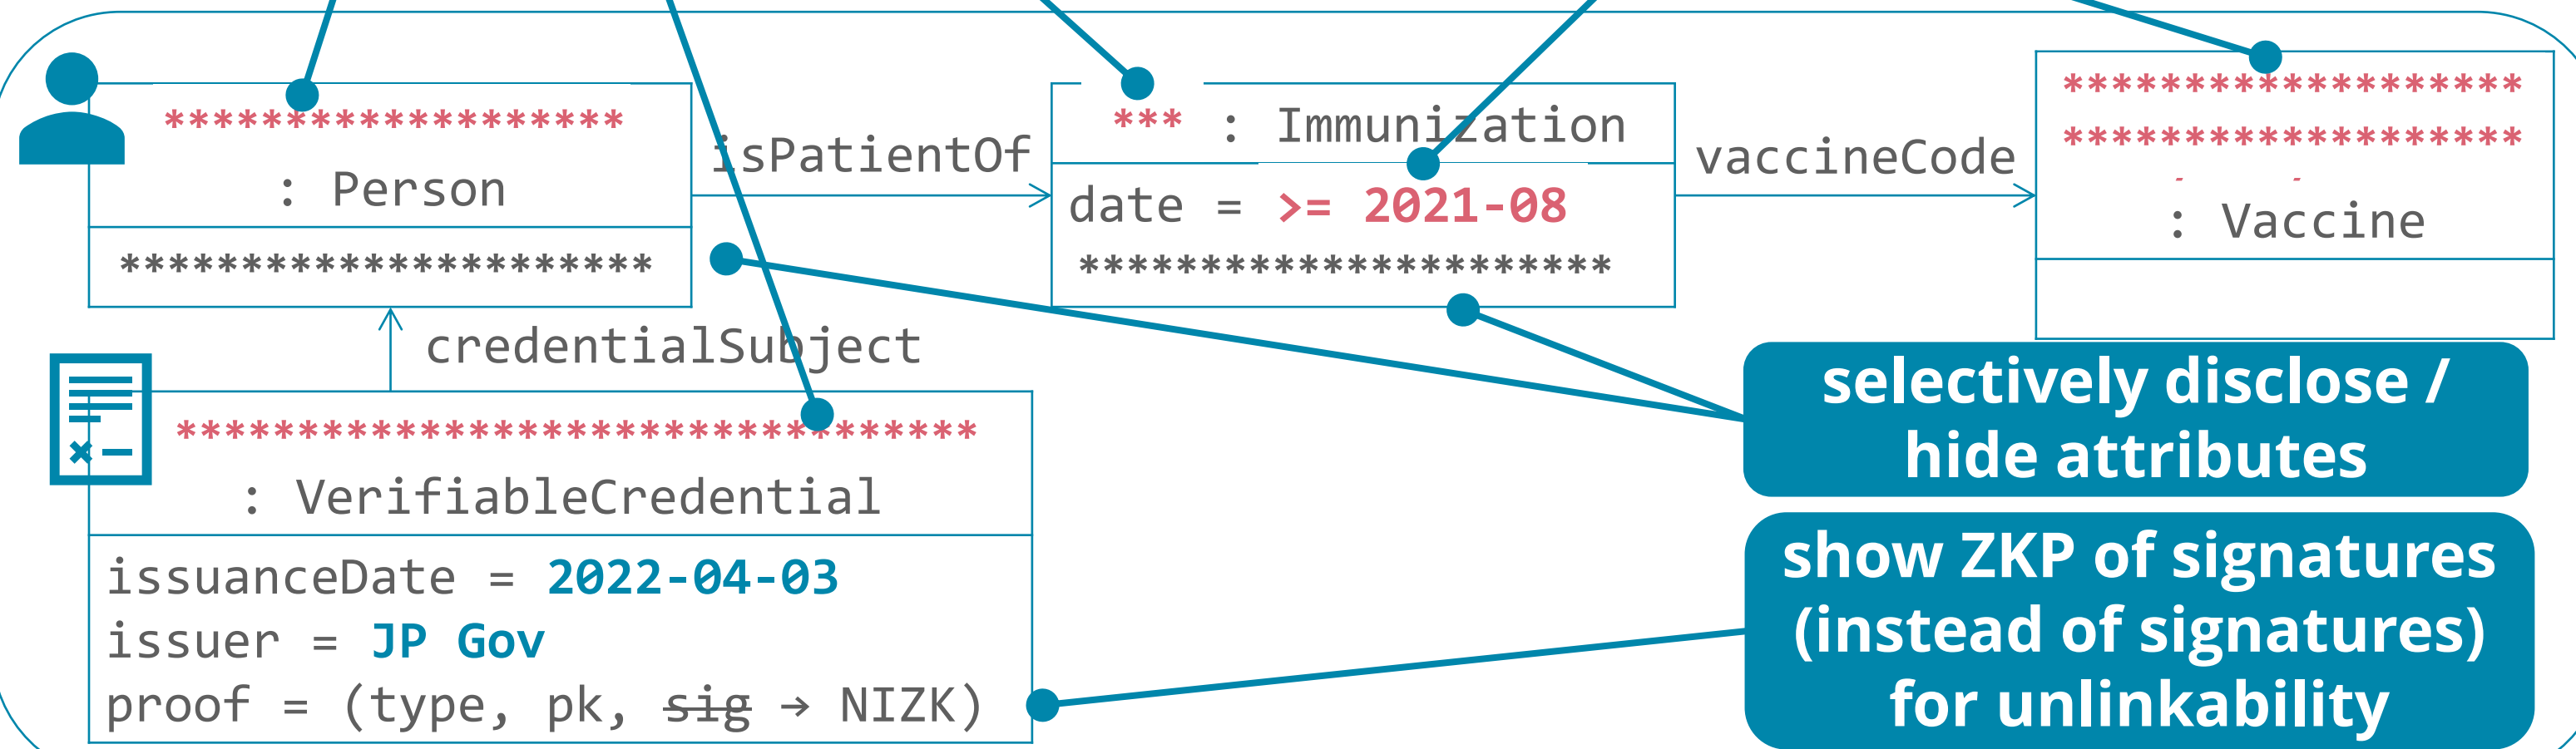 *******************
: Person
**********************
isPatientOf
*** : Immunization
date = >= 2021-08
**********************
vaccineCode
*******************
*******************
: Vaccine
credentialSubject
*********************************
: VerifiableCredential
issuanceDate = 2022-04-03
issuer = JP Gov
proof = (type, pk, sig → NIZK)
selectively disclose /
hide attributes
show ZKP of signatures
(instead of signatures)
for unlinkability